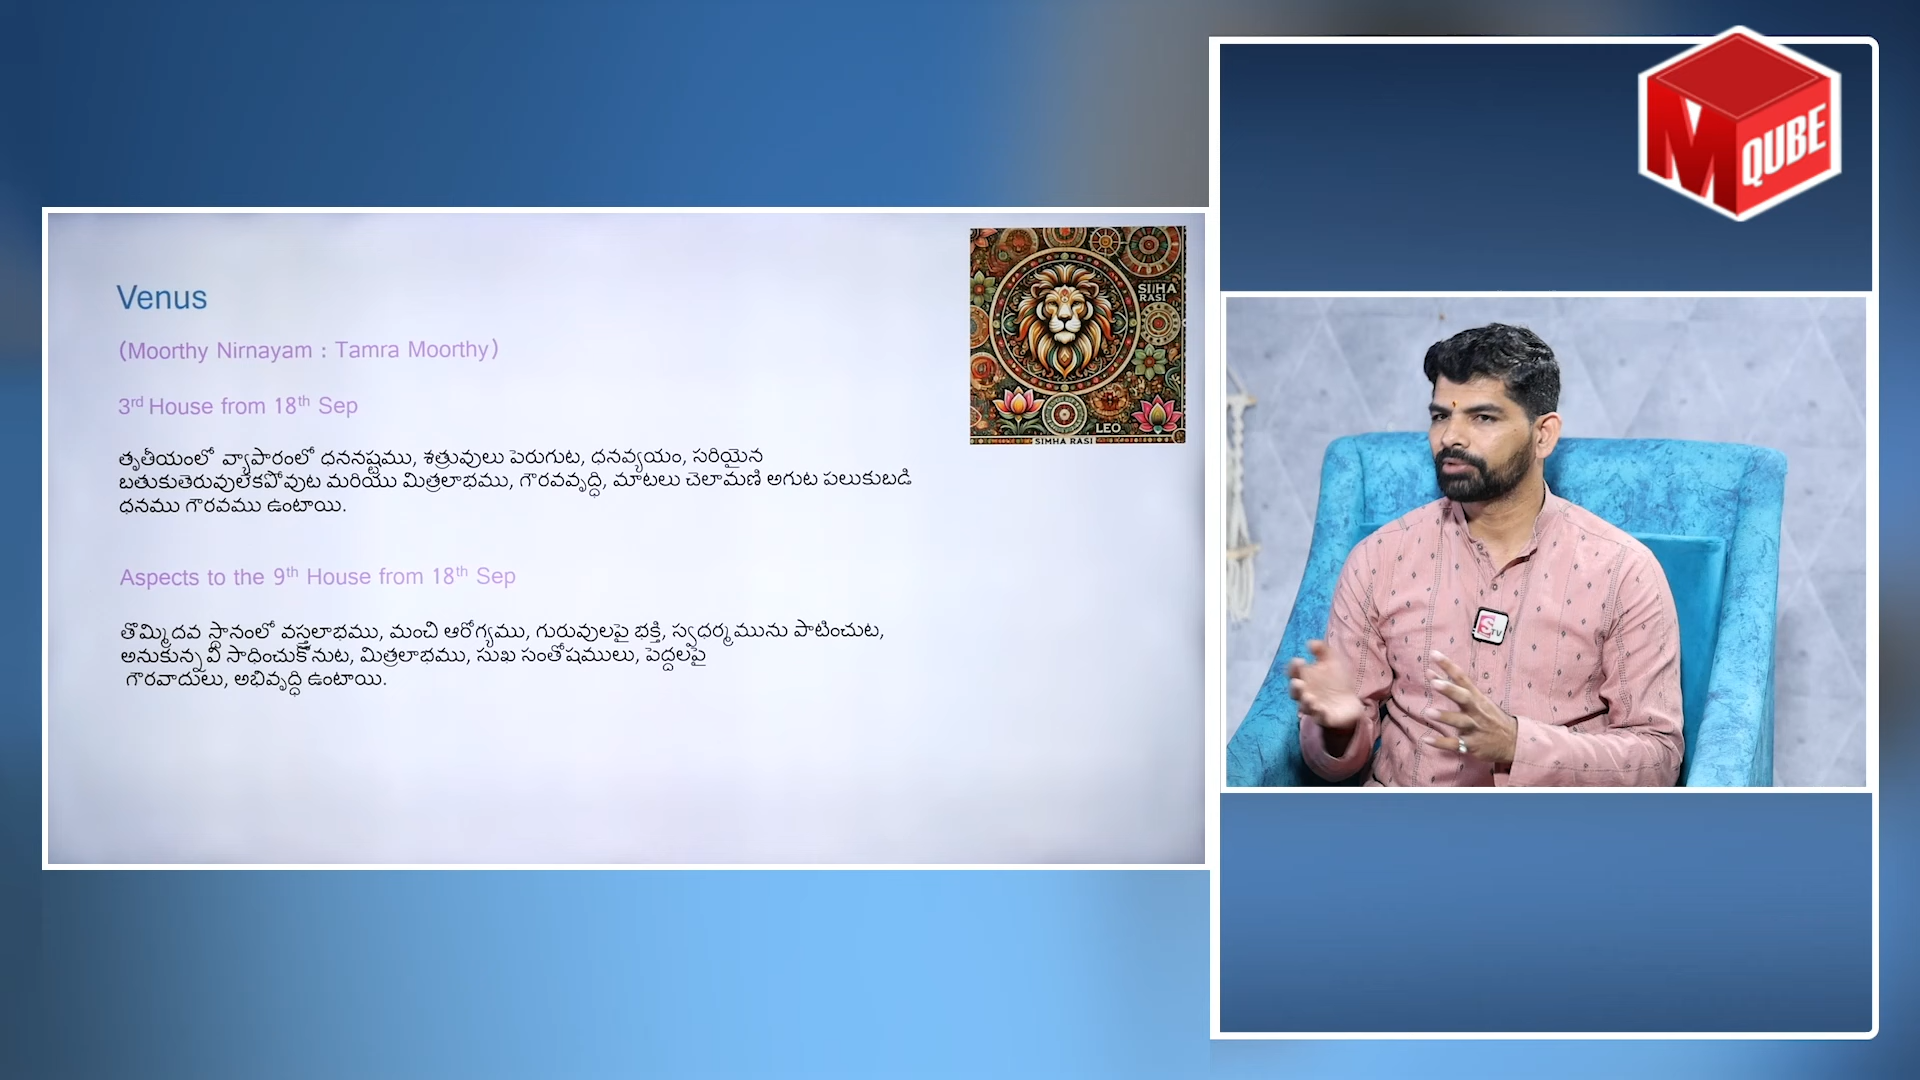 M QUBE
Venus
(Moorthy Nirnayam : Tamra Moorthy)
3rd House from 18th Sep
తృతీయంలో వ్యాపారంలో ధననష్టము, శత్రువులు పెరుగుట, ధనవ్యయం, సరియైన
బతుకుతెరువులేకపోవుట మరియు మిత్రలాభము, గౌరవవృద్ధి, మాటలు చెలామణి అగుట పలుకుబడి
ధనము గౌరవము ఉంటాయి.
Aspects to the 9th House from 18th Sep
తొమ్మిదవ స్థానంలో వస్త్రలాభము, మంచి ఆరోగ్యము, గురువులపై భక్తి, స్వధర్మమును పాటించుట,
అనుకున్నవి సాధించుకొనుట, మిత్రలాభము, సుఖ సంతోషములు, పెద్దలపై
గౌరవాదులు, అభివృద్ధి ఉంటాయి.
SIHA
RASI
LEO
SIMHA RASI
S TV